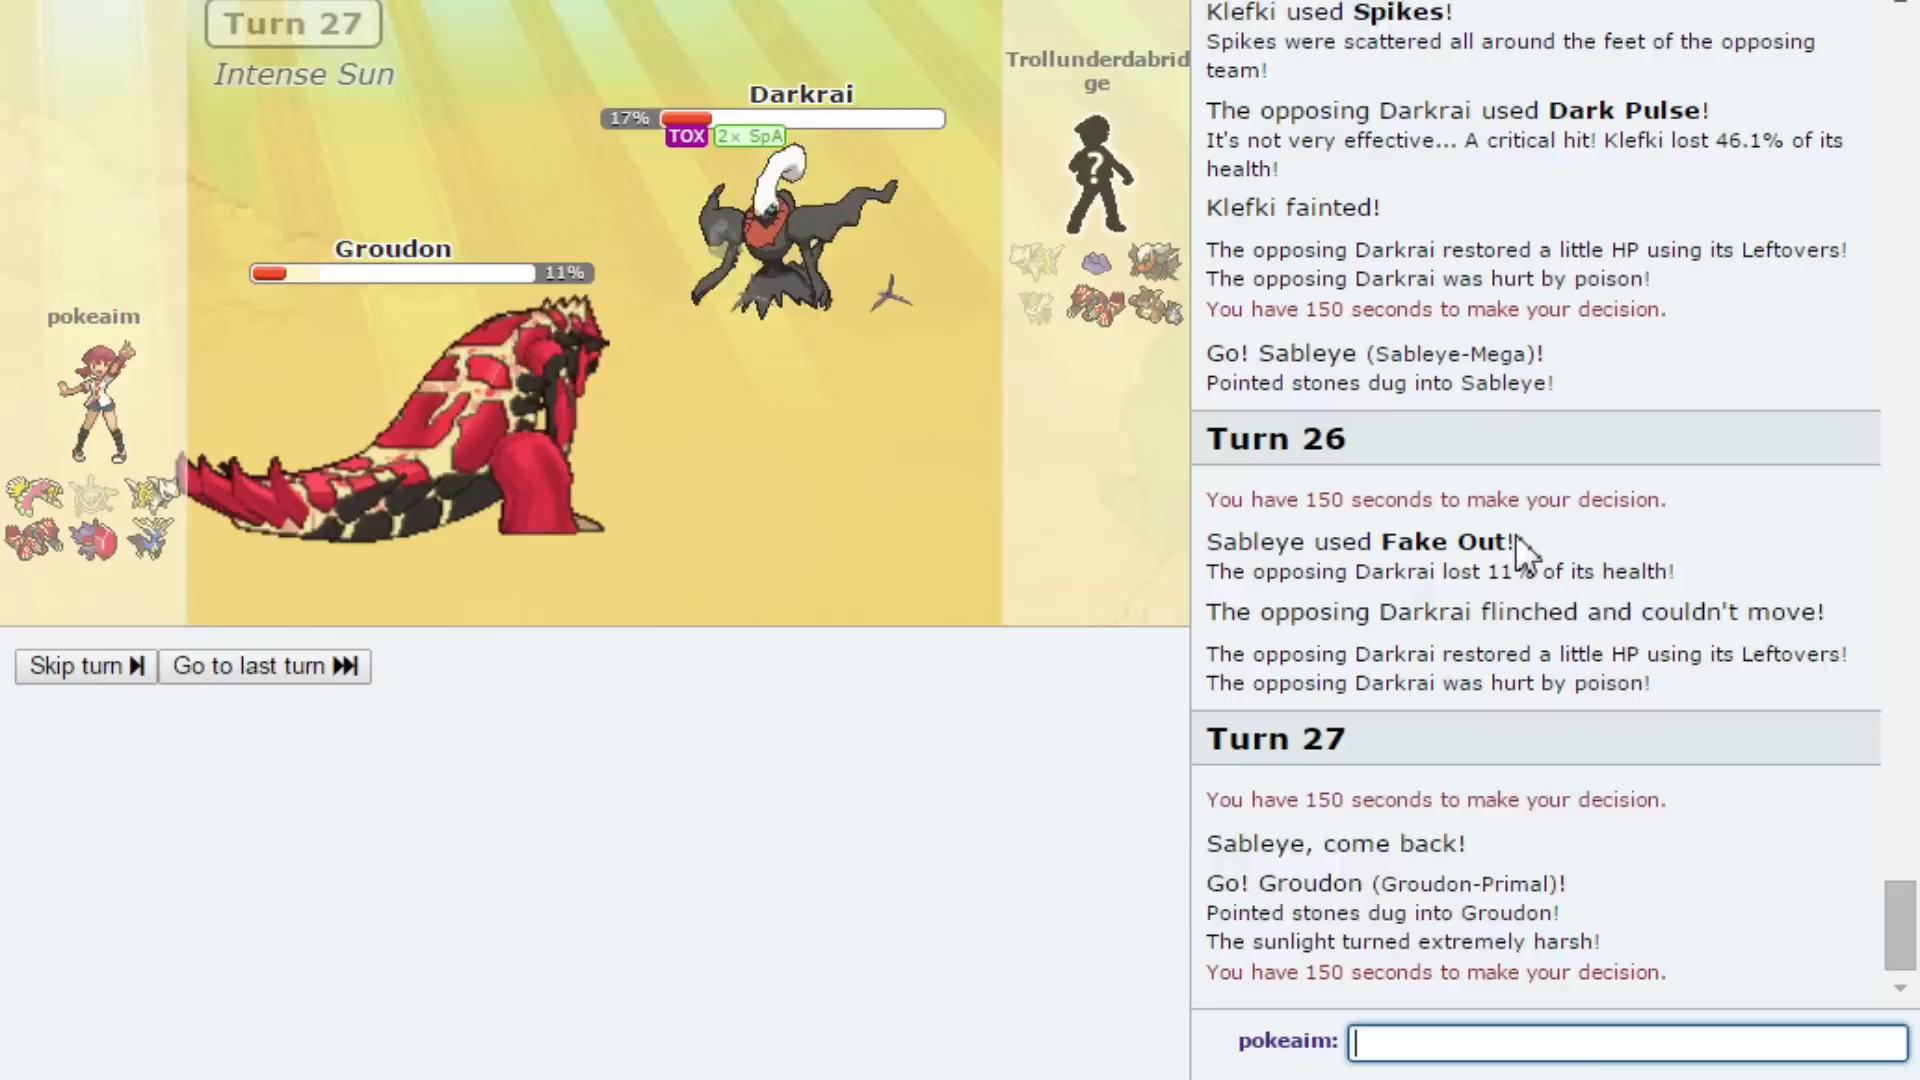 Turn 27
Intense Sun
Darkrai
17%
TOX 2× SpA
Groudon
11%
pokeaim
Trollunderdabrid
ge
?
Skip turn
Go to last turn
Klefki used Spikes!
Spikes were scattered all around the feet of the opposing
team!
The opposing Darkrai used Dark Pulse!
It's not very effective... A critical hit! Klefki lost 46.1% of its
health!
Klefki fainted!
The opposing Darkrai restored a little HP using its Leftovers!
The opposing Darkrai was hurt by poison!
You have 150 seconds to make your decision.
Go! Sableye (Sableye-Mega)!
Pointed stones dug into Sableye!
Turn 26
You have 150 seconds to make your decision.
Sableye used Fake Out!
The opposing Darkrai lost 11% of its health!
The opposing Darkrai flinched and couldn't move!
The opposing Darkrai restored a little HP using its Leftovers!
The opposing Darkrai was hurt by poison!
Turn 27
You have 150 seconds to make your decision.
Sableye, come back!
Go! Groudon (Groudon-Primal)!
Pointed stones dug into Groudon!
The sunlight turned extremely harsh!
You have 150 seconds to make your decision.
pokeaim: